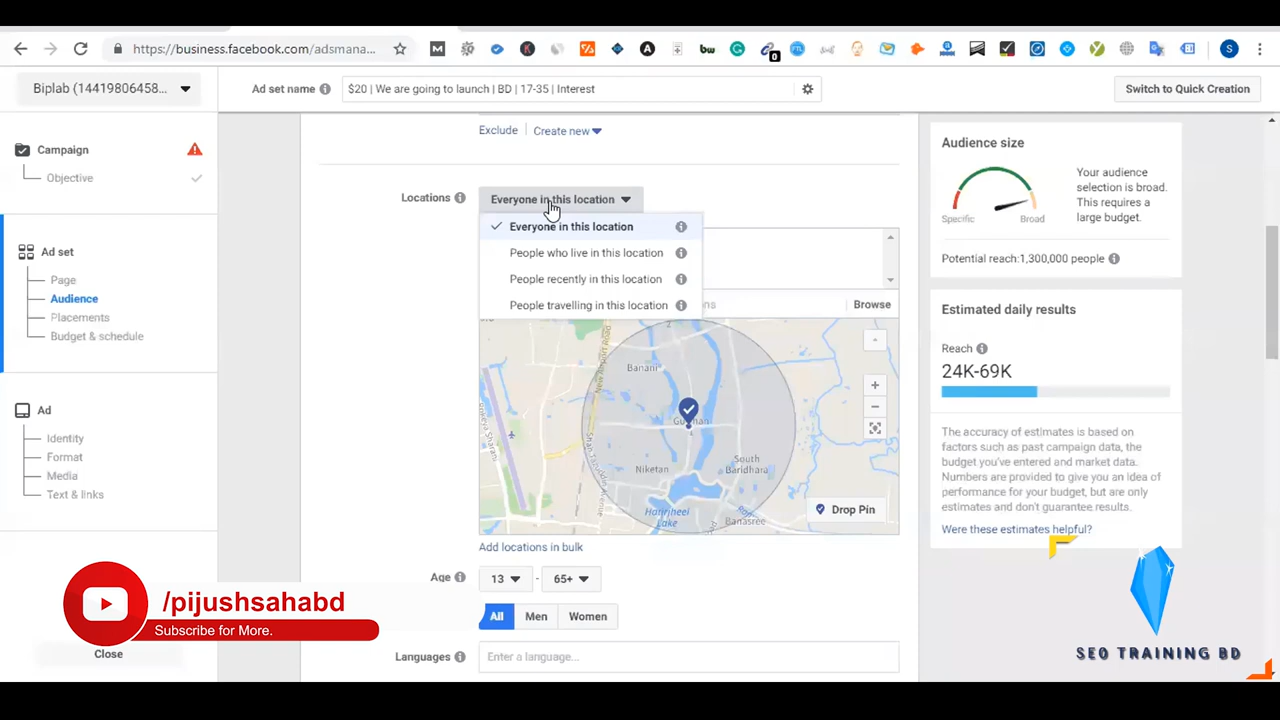 https://business.facebook.com/adsmana...
Biplab (14419806458...
Ad set name
$20 | We are going to launch | BD | 17-35 | Interest
Switch to Quick Creation
Campaign
Objective
Ad set
Page
Audience
Placements
Budget & schedule
Ad
Identity
Format
Media
Text & links
Close
Exclude
Create new
Locations
Everyone in this location
Everyone in this location
People who live in this location
People recently in this location
People travelling in this location
Browse
Banani
New Airport Road
Niketan
South
Baridhara
Hatirjheel
Lake
Banasree
Drop Pin
Add locations in bulk
Age
13
-
65+
All
Men
Women
Languages
Enter a language...
Audience size
Specific
Broad
Your audience
selection is broad.
This requires a
large budget.
Potential reach:1,300,000 people
Estimated daily results
Reach
24K-69K
The accuracy of estimates is based on
factors such as past campaign data, the
budget you've entered and market data.
Numbers are provided to give you an idea of
performance for your budget, but are only
estimates and don't guarantee results.
Were these estimates helpful?
/pijushsahabd
Subscribe for More.
SEO TRAINING BD